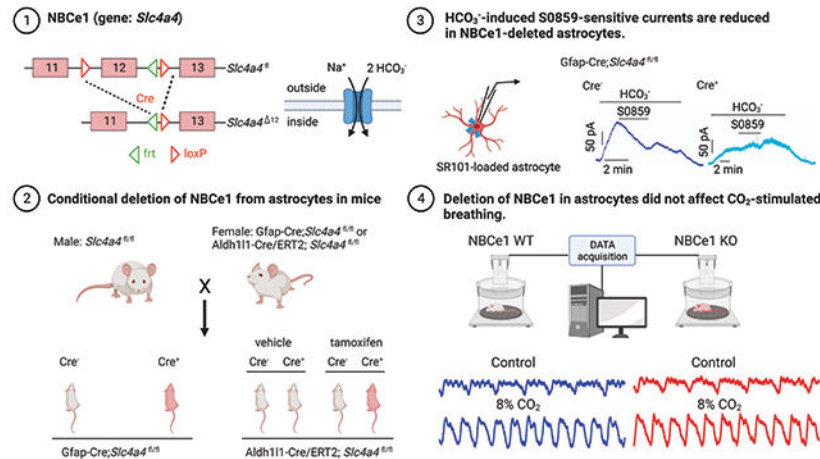 1 NBCe1 (gene: Slc4a4)
11 12 13 Slc4a4^fl
Cre
11 13 Slc4a4^Δ12
frt loxP
Na⁺ 2 HCO₃⁻
outside
inside
2 Conditional deletion of NBCe1 from astrocytes in mice
Male: Slc4a4^fl/fl
Female: Gfap-Cre;Slc4a4^fl/fl or
Aldh1l1-Cre/ERT2; Slc4a4^fl/fl
X
Cre⁻ Cre⁺
Gfap-Cre;Slc4a4^fl/fl
vehicle tamoxifen
Cre⁻ Cre⁺ Cre⁻ Cre⁺
Aldh1l1-Cre/ERT2; Slc4a4^fl/fl
3 HCO₃⁻-induced S0859-sensitive currents are reduced
in NBCe1-deleted astrocytes.
Gfap-Cre;Slc4a4^fl/fl
SR101-loaded astrocyte
Cre⁻
HCO₃⁻
S0859
50 pA
2 min
Cre⁺
HCO₃⁻
S0859
50 pA
2 min
4 Deletion of NBCe1 in astrocytes did not affect CO₂-stimulated
breathing.
NBCe1 WT
DATA
acquisition
NBCe1 KO
Control Control
8% CO₂ 8% CO₂